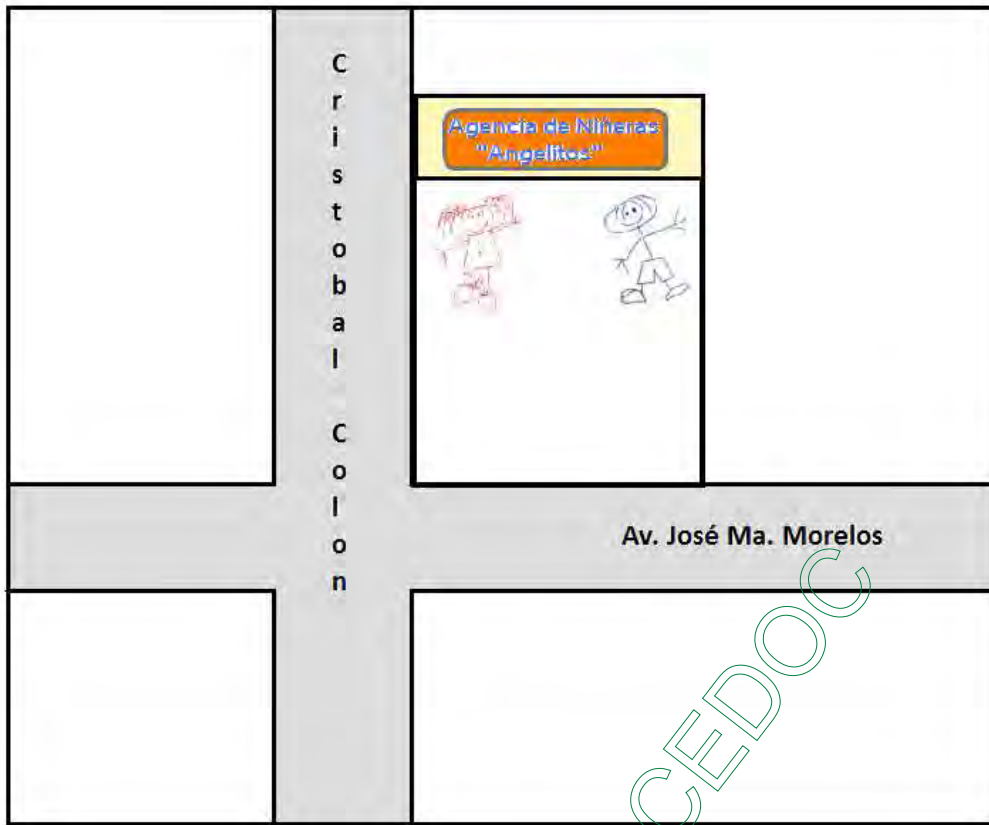 Cristobal Colon
Agencia de Niñeras
"Angelitos"
Av. José Ma. Morelos
CEDOC